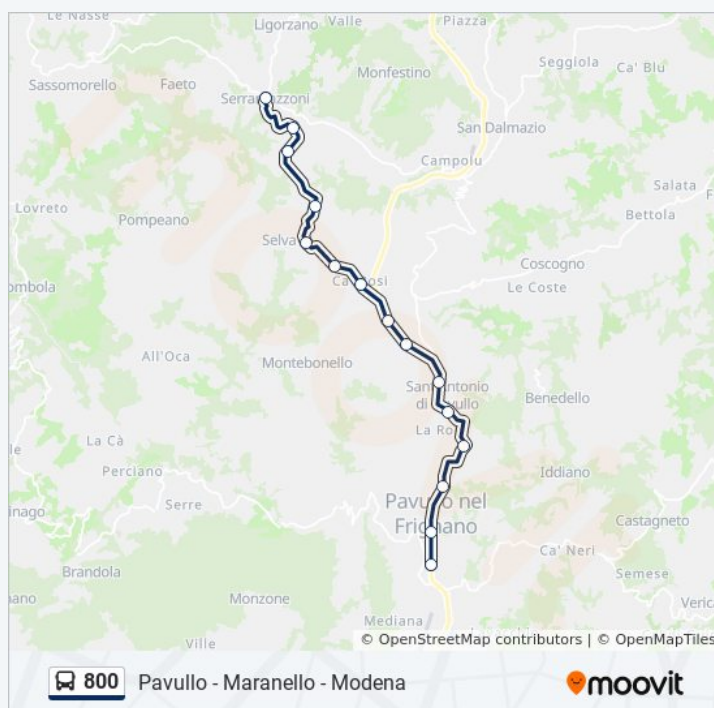 Le Nasse
Ligorzano
Valle
Piazza
Sassomorello
Faeto
Monfestino
Seggiola
Ca' Blu
San Dalmazio
Campolu
Salata
Bettola
Lovreto
Pompeano
Coscogno
Le Coste
All'Oca
Montebonello
Benedello
La Cà
Perciano
Serre
Iddiano
Pavullo nel
Castagneto
Ca' Neri
Brandola
Monzone
Semese
Mediana
Ville
© OpenStreetMap contributors | © OpenMapTiles
800 Pavullo - Maranello - Modena
moovit